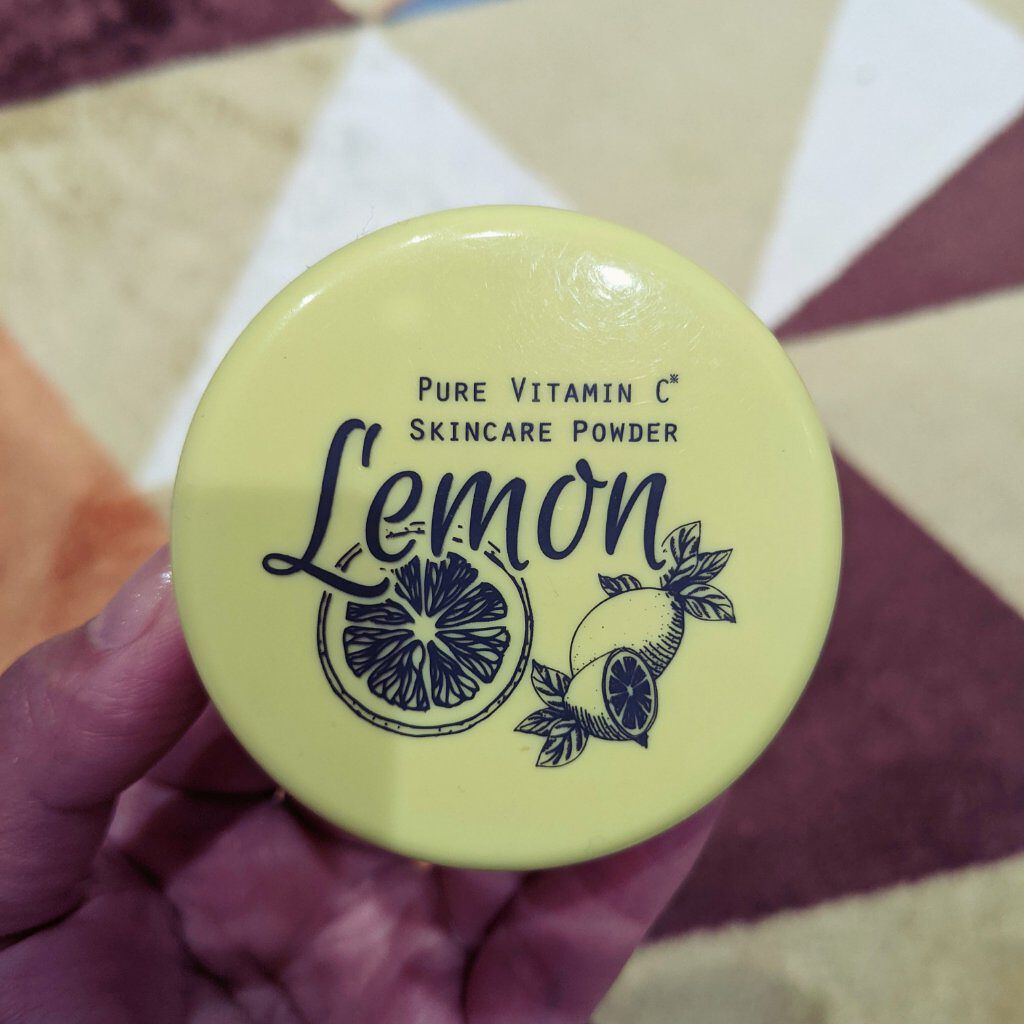 Pure Vitamin C*
Skincare Powder
Lemon